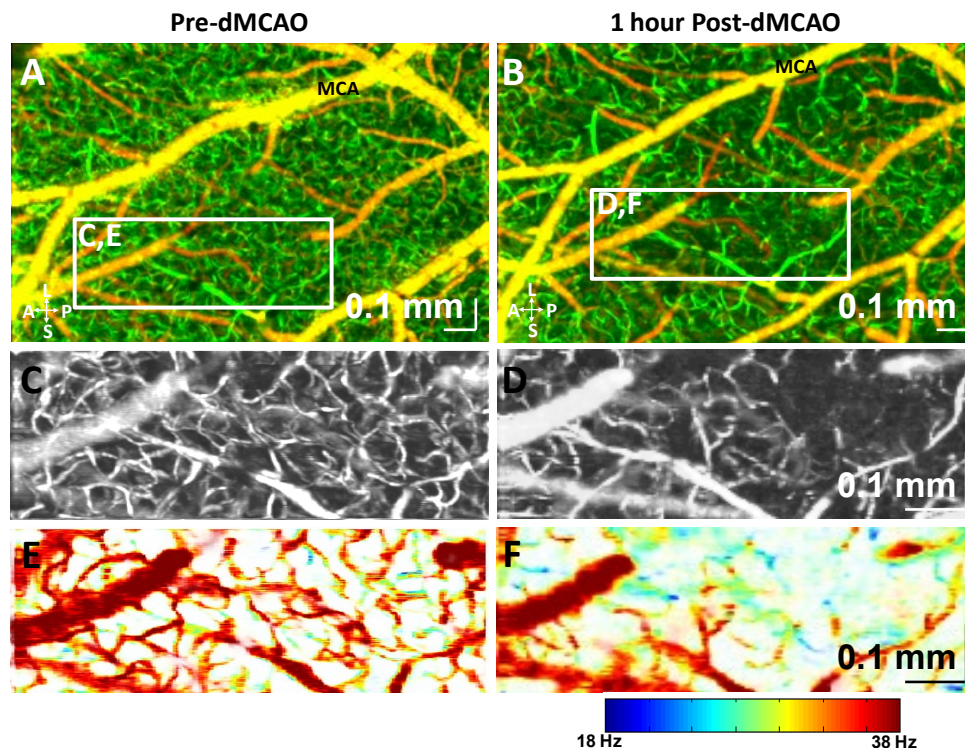 Pre-dMCAO
1 hour Post-dMCAO
A
MCA
C,E
L
A P
S
0.1 mm
B
MCA
D,F
L
A P
S
0.1 mm
C
D
0.1 mm
E
F
0.1 mm
18 Hz
38 Hz